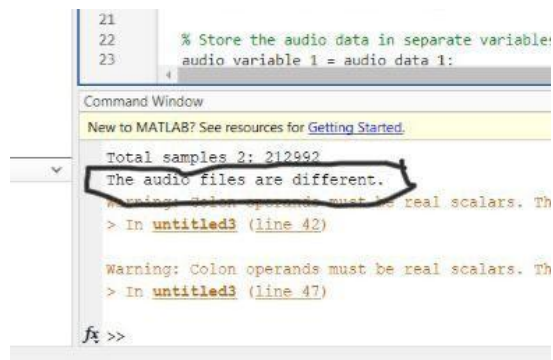 21
22 % Store the audio data in separate variables
23 audio variable 1 = audio data 1;
Command Window
New to MATLAB? See resources for Getting Started.
Total samples 2: 212992
The audio files are different.
Warning: Colon operands must be real scalars. Th
> In untitled3 (line 42)
Warning: Colon operands must be real scalars. Th
> In untitled3 (line 47)
fx >>